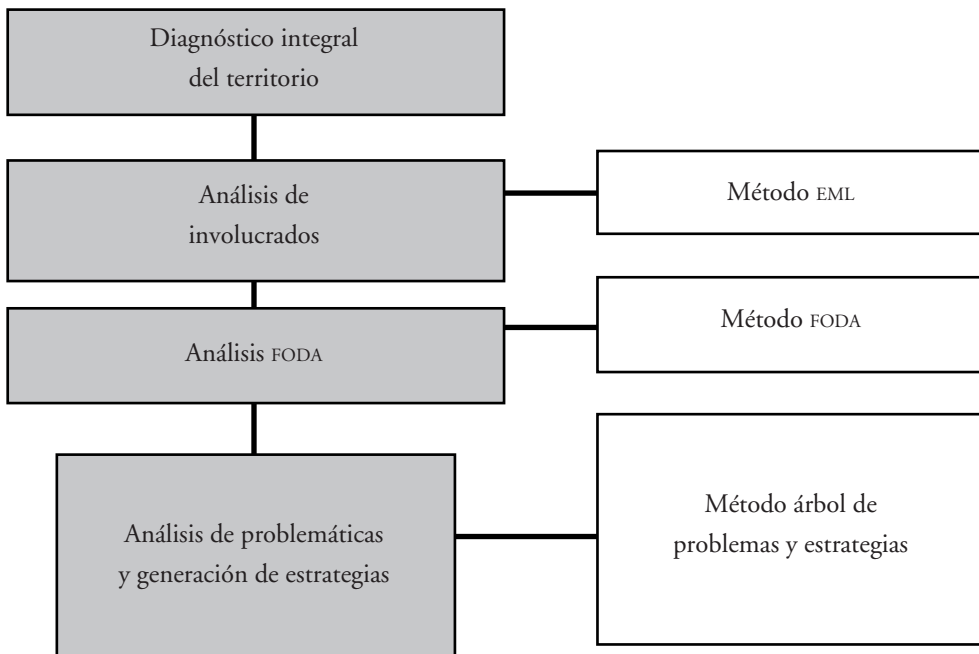 Diagnóstico integral
del territorio
Análisis de
involucrados
Método EML
Análisis FODA
Método FODA
Análisis de problemáticas
y generación de estrategias
Método árbol de
problemas y estrategias